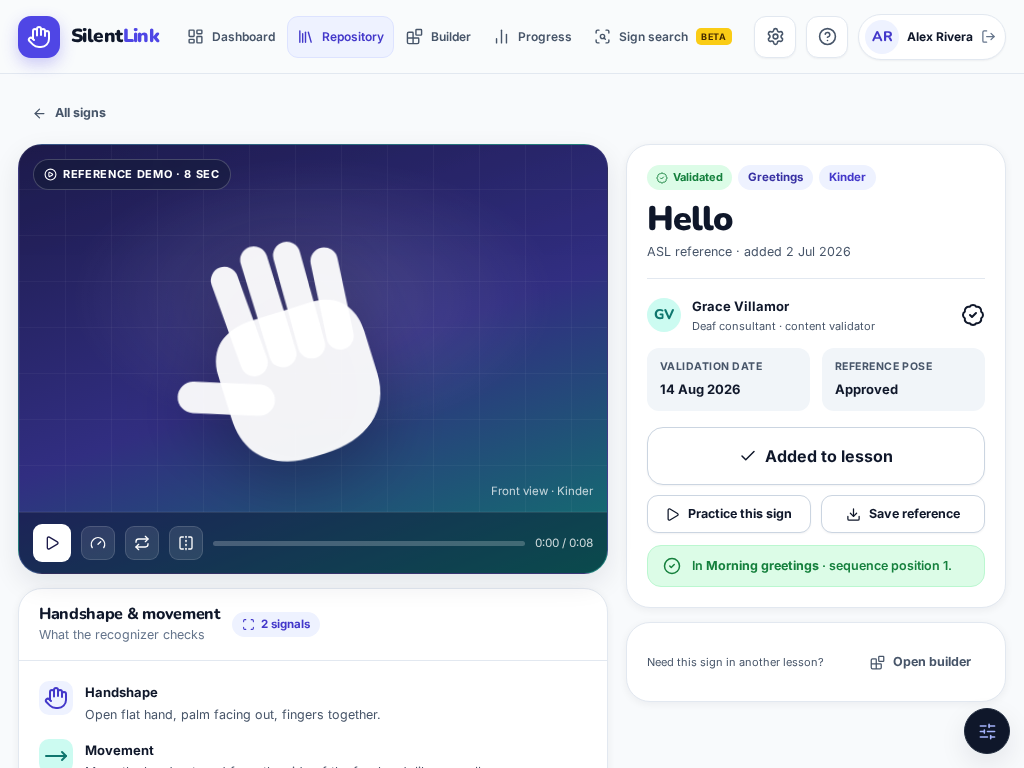 SilentLink
Dashboard
Repository
Builder
Progress
Sign search BETA
AR Alex Rivera
All signs
REFERENCE DEMO · 8 SEC
Front view · Kinder
0:00 / 0:08
Handshape & movement
What the recognizer checks
2 signals
Handshape
Open flat hand, palm facing out, fingers together.
Movement
Validated
Greetings
Kinder
Hello
ASL reference · added 2 Jul 2026
GV
Grace Villamor
Deaf consultant · content validator
VALIDATION DATE
14 Aug 2026
REFERENCE POSE
Approved
Added to lesson
Practice this sign
Save reference
In Morning greetings · sequence position 1.
Need this sign in another lesson?
Open builder